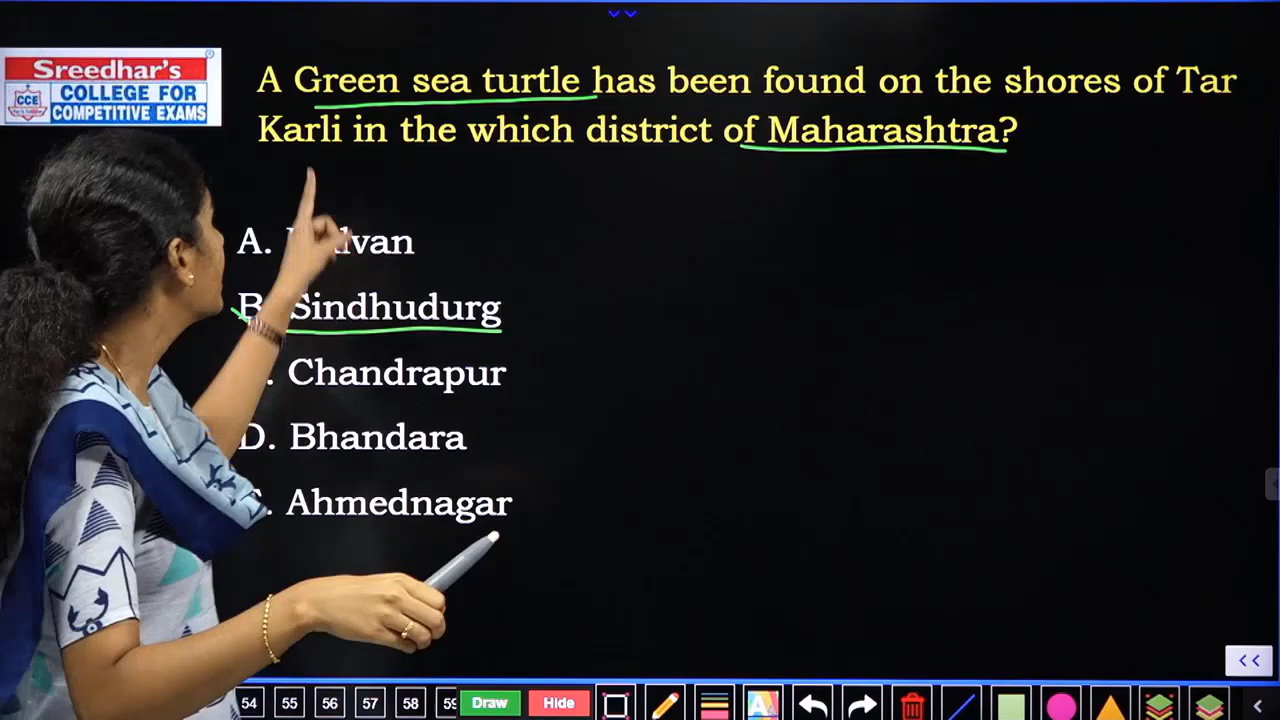 Sreedhar's
CCE
COLLEGE FOR
COMPETITIVE EXAMS
A Green sea turtle has been found on the shores of Tar
Karli in the which district of Maharashtra?
A.
B. Sindhudurg
Chandrapur
D. Bhandara
Ahmednagar
54 55 56 57 58 59 Draw Hide